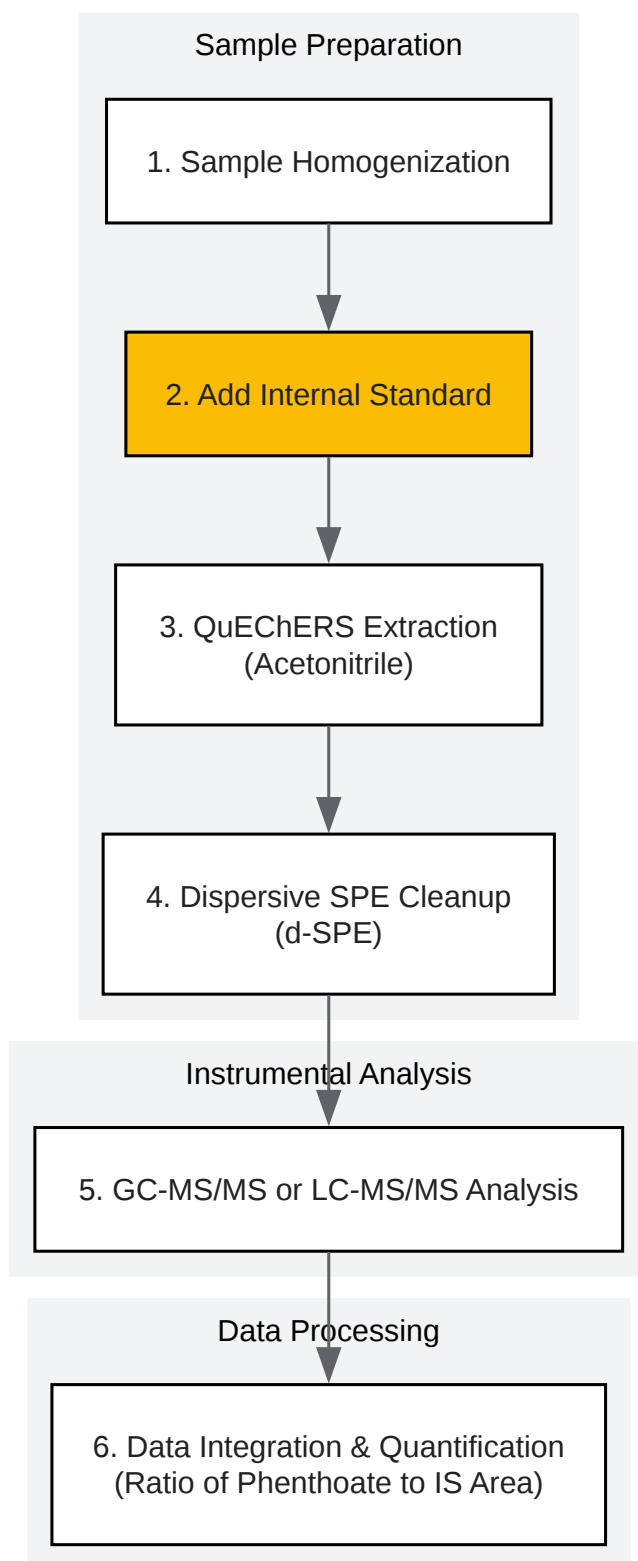 Sample Preparation
1. Sample Homogenization
2. Add Internal Standard
3. QuEChERS Extraction
(Acetonitrile)
4. Dispersive SPE Cleanup
(d-SPE)
Instrumental Analysis
5. GC-MS/MS or LC-MS/MS Analysis
Data Processing
6. Data Integration & Quantification
(Ratio of Phenthoate to IS Area)